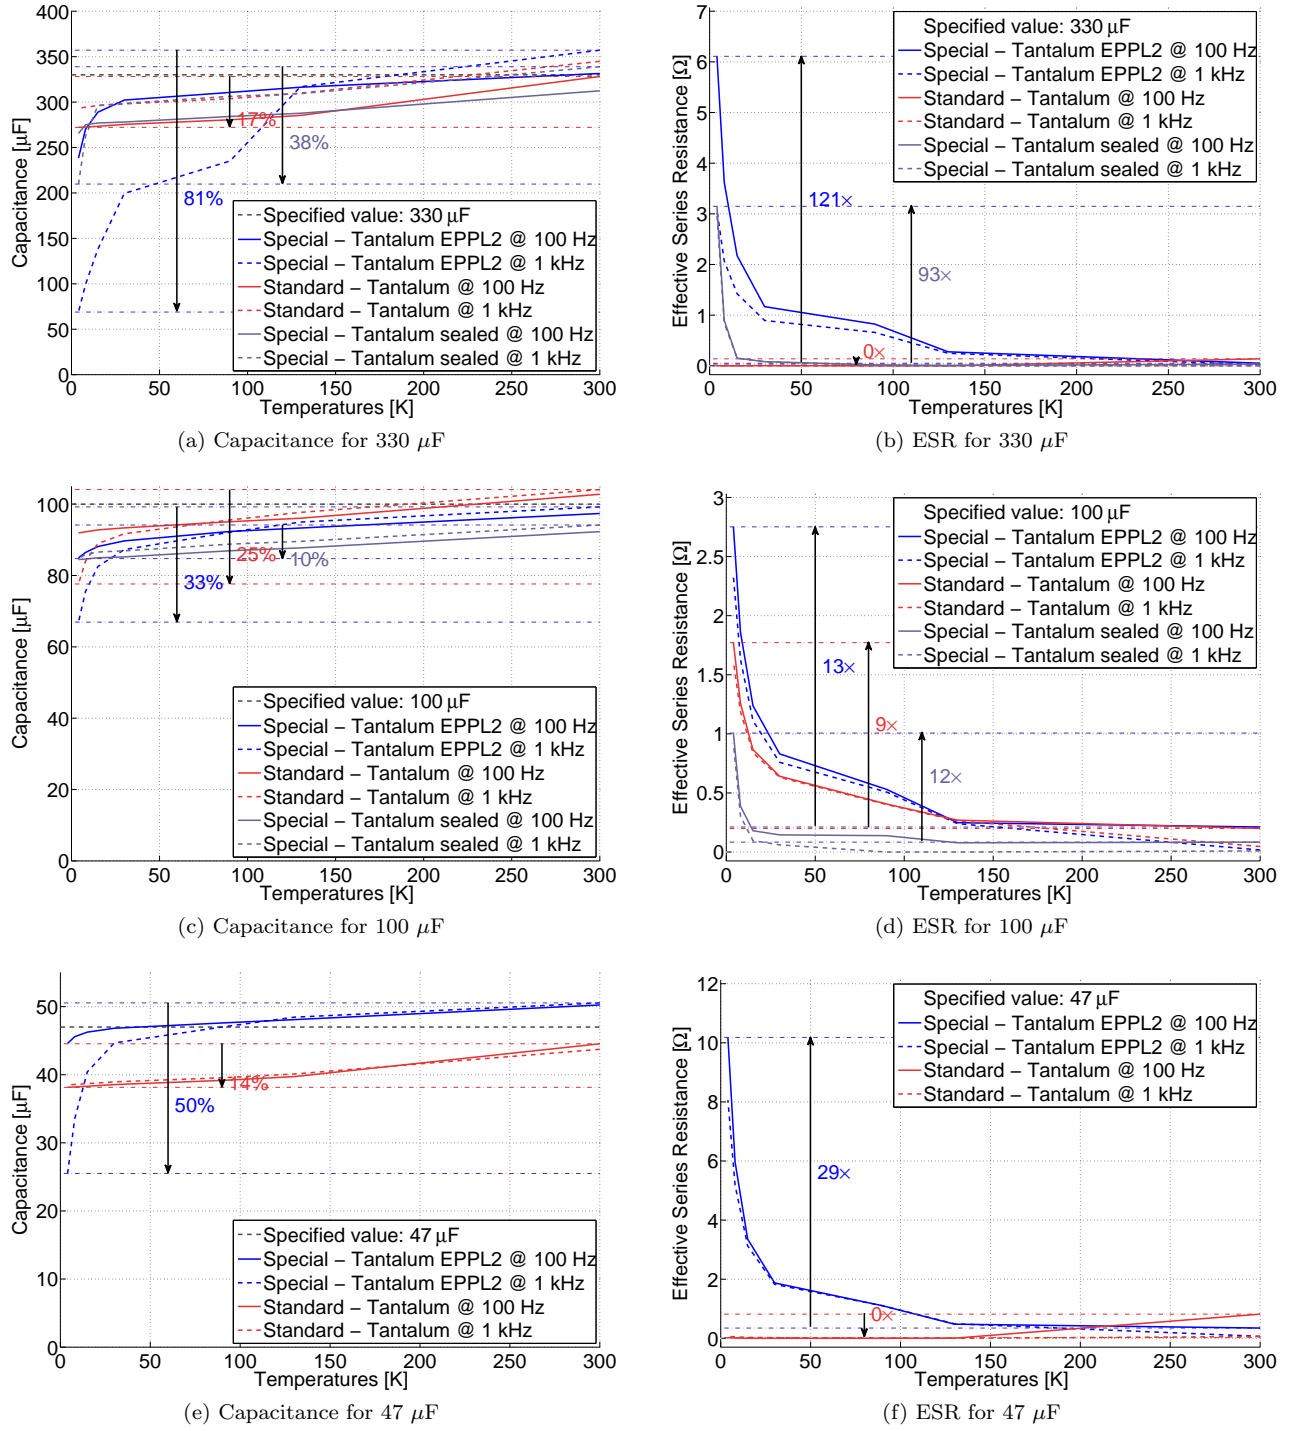 400
350
300
250
200
150
100
50
0
Capacitance [µF]
17%
38%
81%
Specified value: 330 µF
Special – Tantalum EPPL2 @ 100 Hz
Special – Tantalum EPPL2 @ 1 kHz
Standard – Tantalum @ 100 Hz
Standard – Tantalum @ 1 kHz
Special – Tantalum sealed @ 100 Hz
Special – Tantalum sealed @ 1 kHz
0 50 100 150 200 250 300
Temperatures [K]
(a) Capacitance for 330 µF
7
6
5
4
3
2
1
0
Effective Series Resistance [Ω]
Specified value: 330 µF
Special – Tantalum EPPL2 @ 100 Hz
Special – Tantalum EPPL2 @ 1 kHz
Standard – Tantalum @ 100 Hz
Standard – Tantalum @ 1 kHz
Special – Tantalum sealed @ 100 Hz
Special – Tantalum sealed @ 1 kHz
121×
93×
0×
0 50 100 150 200 250 300
Temperatures [K]
(b) ESR for 330 µF
100
80
60
40
20
0
Capacitance [µF]
25%
10%
33%
Specified value: 100 µF
Special – Tantalum EPPL2 @ 100 Hz
Special – Tantalum EPPL2 @ 1 kHz
Standard – Tantalum @ 100 Hz
Standard – Tantalum @ 1 kHz
Special – Tantalum sealed @ 100 Hz
Special – Tantalum sealed @ 1 kHz
0 50 100 150 200 250 300
Temperatures [K]
(c) Capacitance for 100 µF
3
2.5
2
1.5
1
0.5
0
Effective Series Resistance [Ω]
Specified value: 100 µF
Special – Tantalum EPPL2 @ 100 Hz
Special – Tantalum EPPL2 @ 1 kHz
Standard – Tantalum @ 100 Hz
Standard – Tantalum @ 1 kHz
Special – Tantalum sealed @ 100 Hz
Special – Tantalum sealed @ 1 kHz
13×
9×
12×
0 50 100 150 200 250 300
Temperatures [K]
(d) ESR for 100 µF
50
40
30
20
10
0
Capacitance [µF]
14%
50%
Specified value: 47 µF
Special – Tantalum EPPL2 @ 100 Hz
Special – Tantalum EPPL2 @ 1 kHz
Standard – Tantalum @ 100 Hz
Standard – Tantalum @ 1 kHz
0 50 100 150 200 250 300
Temperatures [K]
(e) Capacitance for 47 µF
12
10
8
6
4
2
0
Effective Series Resistance [Ω]
Specified value: 47 µF
Special – Tantalum EPPL2 @ 100 Hz
Special – Tantalum EPPL2 @ 1 kHz
Standard – Tantalum @ 100 Hz
Standard – Tantalum @ 1 kHz
29×
0×
0 50 100 150 200 250 300
Temperatures [K]
(f) ESR for 47 µF